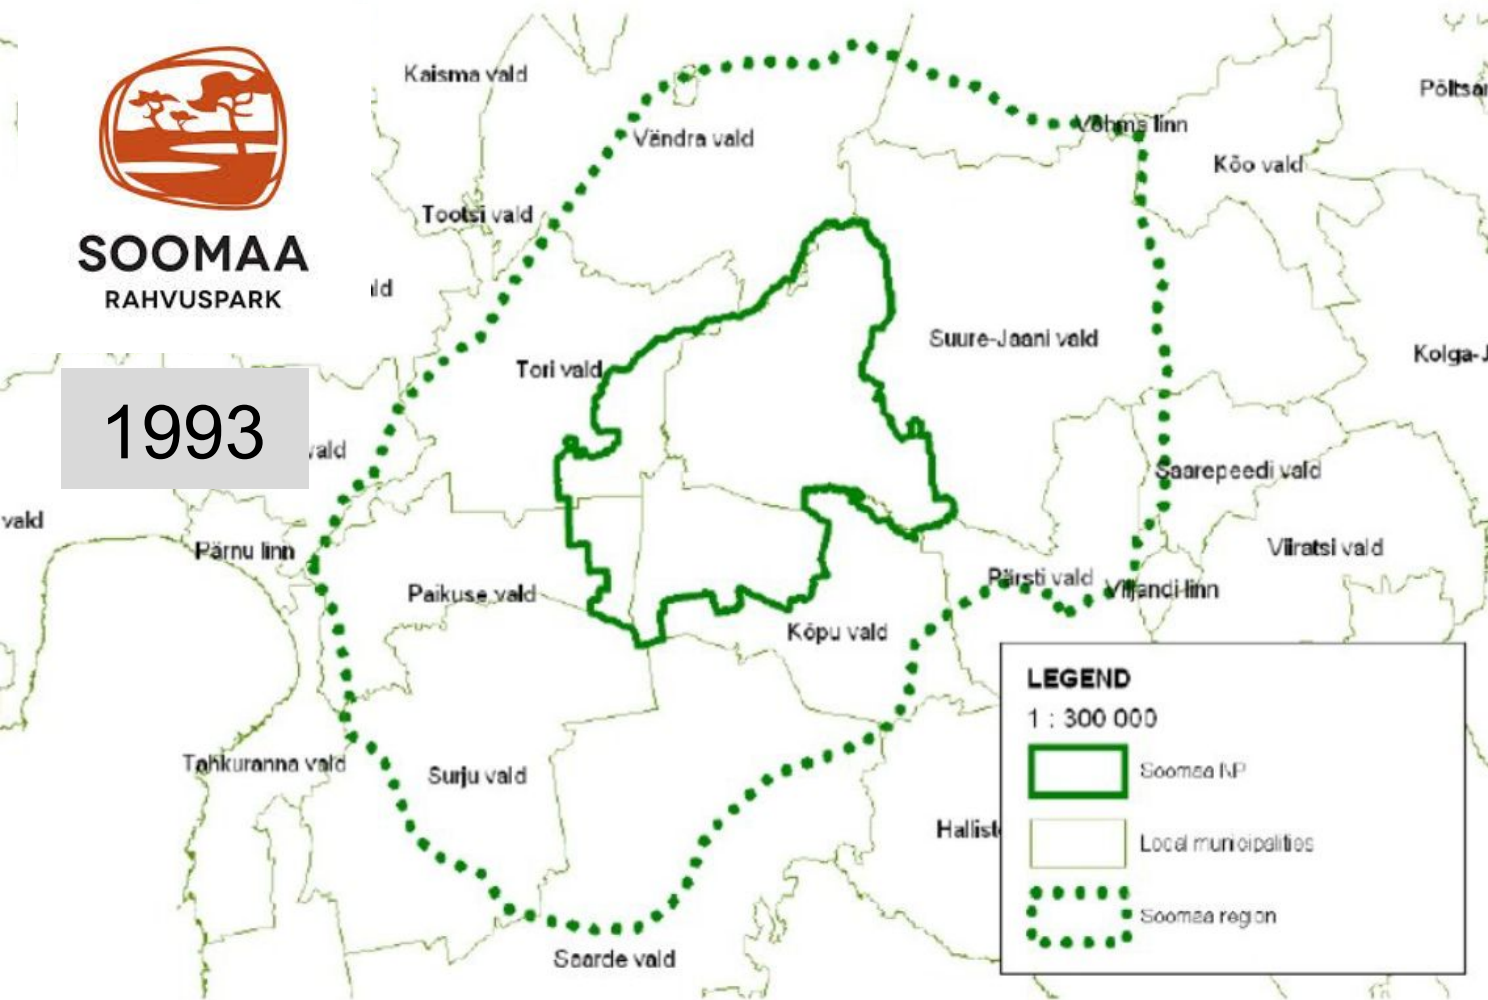 Kaisma vald
Põltsa
Vändra vald
Võhma linn
Kõo vald
Tootsi vald
SOOMAA
RAHVUSPARK
ld
Suure-Jaani vald
Kolga-J
Tori vald
1993
vald
Saarepeedi vald
vald
Pärnu linn
Viiratsi vald
Pärsti vald
Viljandi linn
Paikuse vald
Kõpu vald
LEGEND
1 : 300 000
Soomaa NP
Tahkuranna vald
Surju vald
Hallist
Local municipalities
Soomaa region
Saarde vald